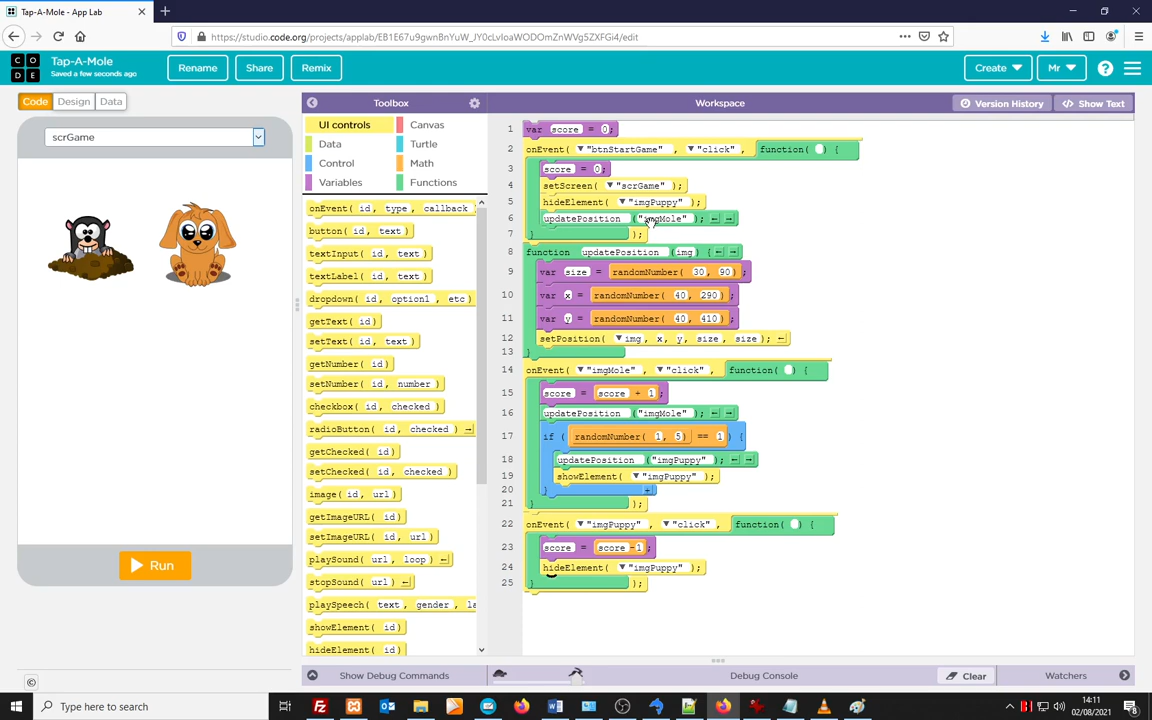 Tap-A-Mole - App Lab
https://studio.code.org/projects/applab/EB1E67u9gwnBnYuW_JY0cLvIoaWODOmZnWVg5ZXFGi4/edit
CO
DE
Tap-A-Mole
Saved a few seconds ago
Rename
Share
Remix
Create
Mr
Code
Design
Data
Toolbox
Workspace
Version History
Show Text
scrGame
UI controls
Canvas
Data
Turtle
Control
Math
Variables
Functions
onEvent( id, type, callback
button( id, text)
textInput( id, text)
textLabel( id, text)
dropdown( id, option1, etc)
getText( id)
setText( id, text)
getNumber( id)
setNumber( id, number )
checkbox( id, checked)
radioButton( id, checked)
getChecked( id)
setChecked( id, checked)
image( id, url)
getImageURL( id)
setImageURL( id, url)
playSound( url, loop)
stopSound( url)
playSpeech( text, gender, la
showElement( id)
hideElement( id)
1 var score = 0;
2 onEvent( "btnStartGame" , "click", function( ) {
3 score = 0;
4 setScreen( "scrGame" );
5 hideElement( "imgPuppy" );
6 updatePosition ("imgMole" );
7 } );
8 function updatePosition (img) {
9 var size = randomNumber( 30, 90);
10 var x = randomNumber( 40, 290);
11 var y = randomNumber( 40, 410);
12 setPosition( img, x, y, size, size);
13 }
14 onEvent( "imgMole" , "click", function( ) {
15 score = score + 1;
16 updatePosition ("imgMole" );
17 if ( randomNumber( 1, 5) == 1 ) {
18 updatePosition ("imgPuppy" );
19 showElement( "imgPuppy" );
20 } +
21 } );
22 onEvent( "imgPuppy" , "click", function( ) {
23 score = score -1;
24 hideElement( "imgPuppy" );
25 } );
Run
Show Debug Commands
Debug Console
Clear
Watchers
Type here to search
14:11
02/08/2021